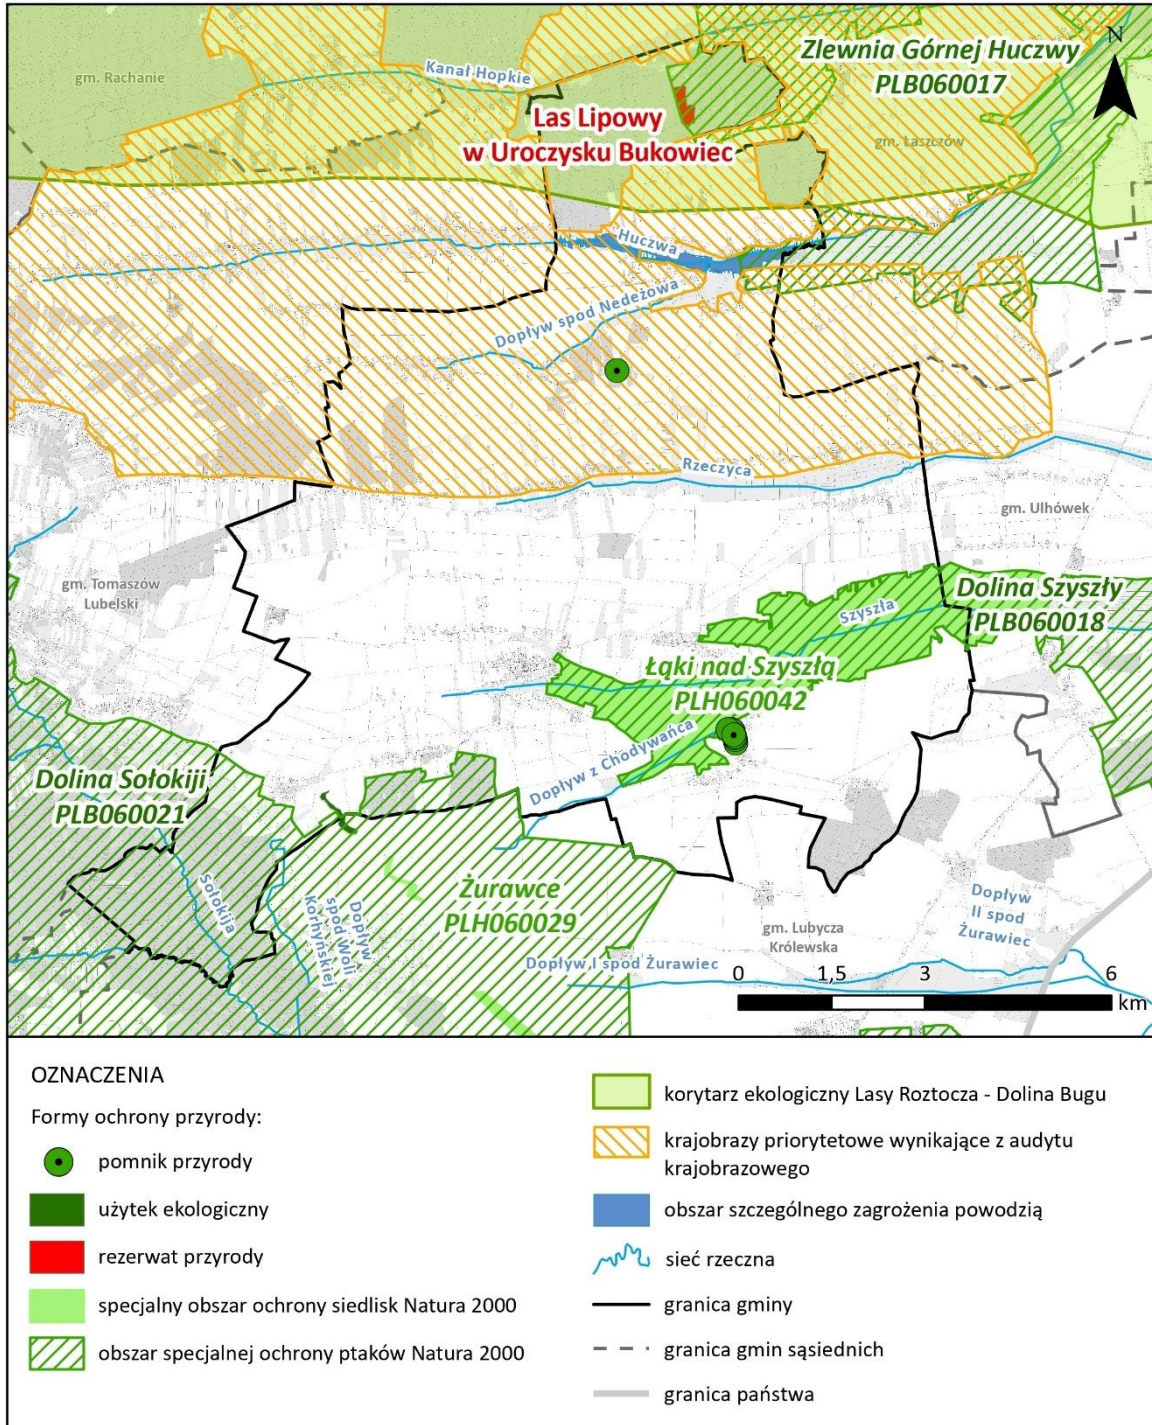 Zlewnia Górnej Huczwy
PLB060017
N
Kanał Hopkie
gm. Rachanie
Las Lipowy
w Uroczysku Bukowiec
gm. Łaszczów
Huczwa
Dopływ spod Nedeżowa
Rzeczyca
gm. Ulhówek
gm. Tomaszów
Lubelski
Dolina Szyszły
PLB060018
Szyszła
Łąki nad Szyszłą
PLH060042
Dopływ z Chodywańca
Dolina Sołokiji
PLB060021
Sołokija
Dopływ
spod Woli
Korhyńskiej
Żurawce
PLH060029
Dopływ
II spod
Żurawiec
gm. Lubycza
Królewska
Dopływ I spod Żurawiec
0 1,5 3 6
km
OZNACZENIA
Formy ochrony przyrody:
pomnik przyrody
użytek ekologiczny
rezerwat przyrody
specjalny obszar ochrony siedlisk Natura 2000
obszar specjalnej ochrony ptaków Natura 2000
korytarz ekologiczny Lasy Roztocza - Dolina Bugu
krajobrazy priorytetowe wynikające z audytu
krajobrazowego
obszar szczególnego zagrożenia powodzią
sieć rzeczna
granica gminy
granica gmin sąsiednich
granica państwa